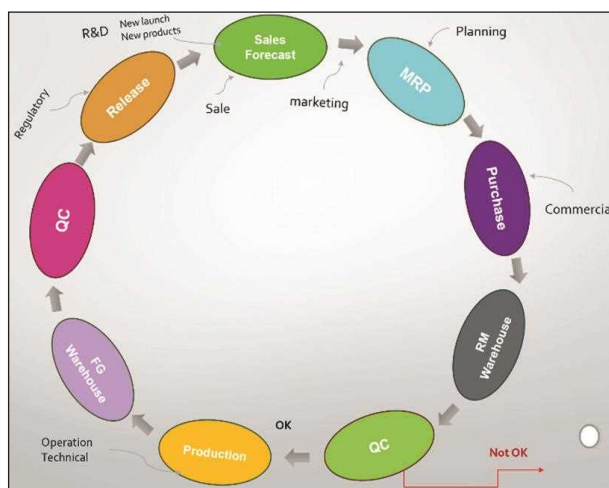 R&D
New launch
New products
Sales
Forecast
Planning
MRP
Sale
marketing
Regulatory
Release
Purchase
Commercia
QC
RM
Warehouse
FG
Warehouse
OK
QC
Not OK
Production
Operation
Technical